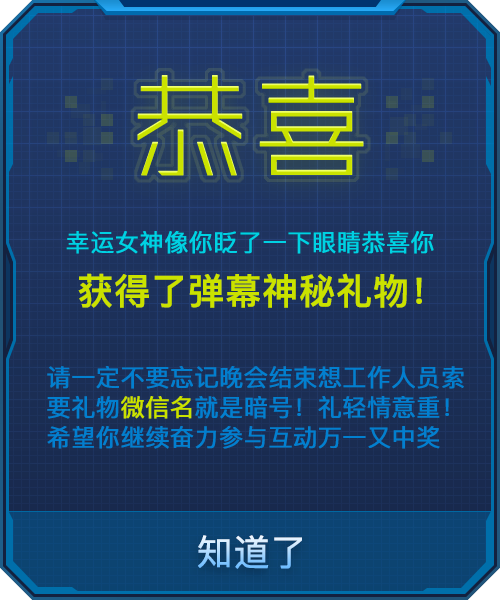 恭喜
幸运女神像你眨了一下眼睛恭喜你
获得了弹幕神秘礼物！
请一定不要忘记晚会结束想工作人员索
要礼物微信名就是暗号！礼轻情意重！
希望你继续奋力参与互动万一又中奖
知道了